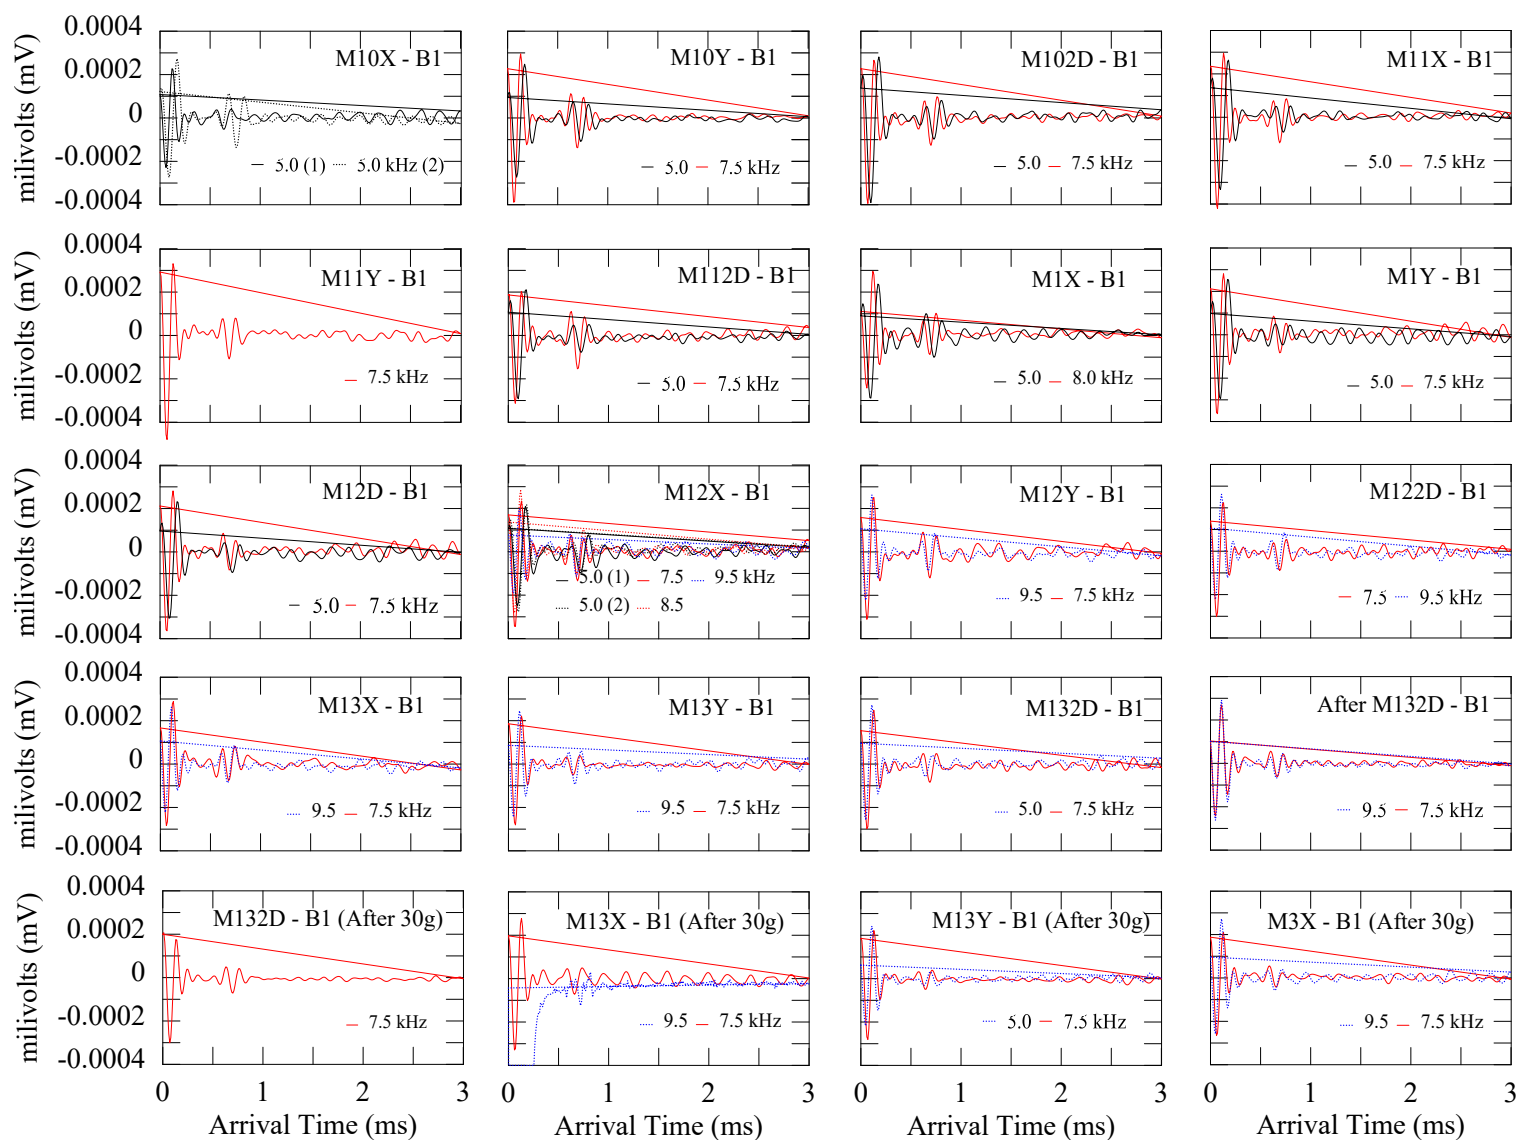 milivolts (mV)
0.0004
0.0002
0
-0.0002
-0.0004
M10X - B1
5.0 (1) 5.0 kHz (2)
M10Y - B1
5.0 7.5 kHz
M102D - B1
5.0 7.5 kHz
M11X - B1
5.0 7.5 kHz
milivolts (mV)
0.0004
0.0002
0
-0.0002
-0.0004
M11Y - B1
7.5 kHz
M112D - B1
5.0 7.5 kHz
M1X - B1
5.0 8.0 kHz
M1Y - B1
5.0 7.5 kHz
milivolts (mV)
0.0004
0.0002
0
-0.0002
-0.0004
M12D - B1
5.0 7.5 kHz
M12X - B1
5.0 (1) 7.5 9.5 kHz
5.0 (2) 8.5
M12Y - B1
9.5 7.5 kHz
M122D - B1
7.5 9.5 kHz
milivolts (mV)
0.0004
0.0002
0
-0.0002
-0.0004
M13X - B1
9.5 7.5 kHz
M13Y - B1
9.5 7.5 kHz
M132D - B1
5.0 7.5 kHz
After M132D - B1
9.5 7.5 kHz
milivolts (mV)
0.0004
0.0002
0
-0.0002
-0.0004
M132D - B1 (After 30g)
7.5 kHz
M13X - B1 (After 30g)
9.5 7.5 kHz
M13Y - B1 (After 30g)
5.0 7.5 kHz
M3X - B1 (After 30g)
9.5 7.5 kHz
0 1 2 3
0 1 2 3
0 1 2 3
0 1 2 3
Arrival Time (ms)
Arrival Time (ms)
Arrival Time (ms)
Arrival Time (ms)